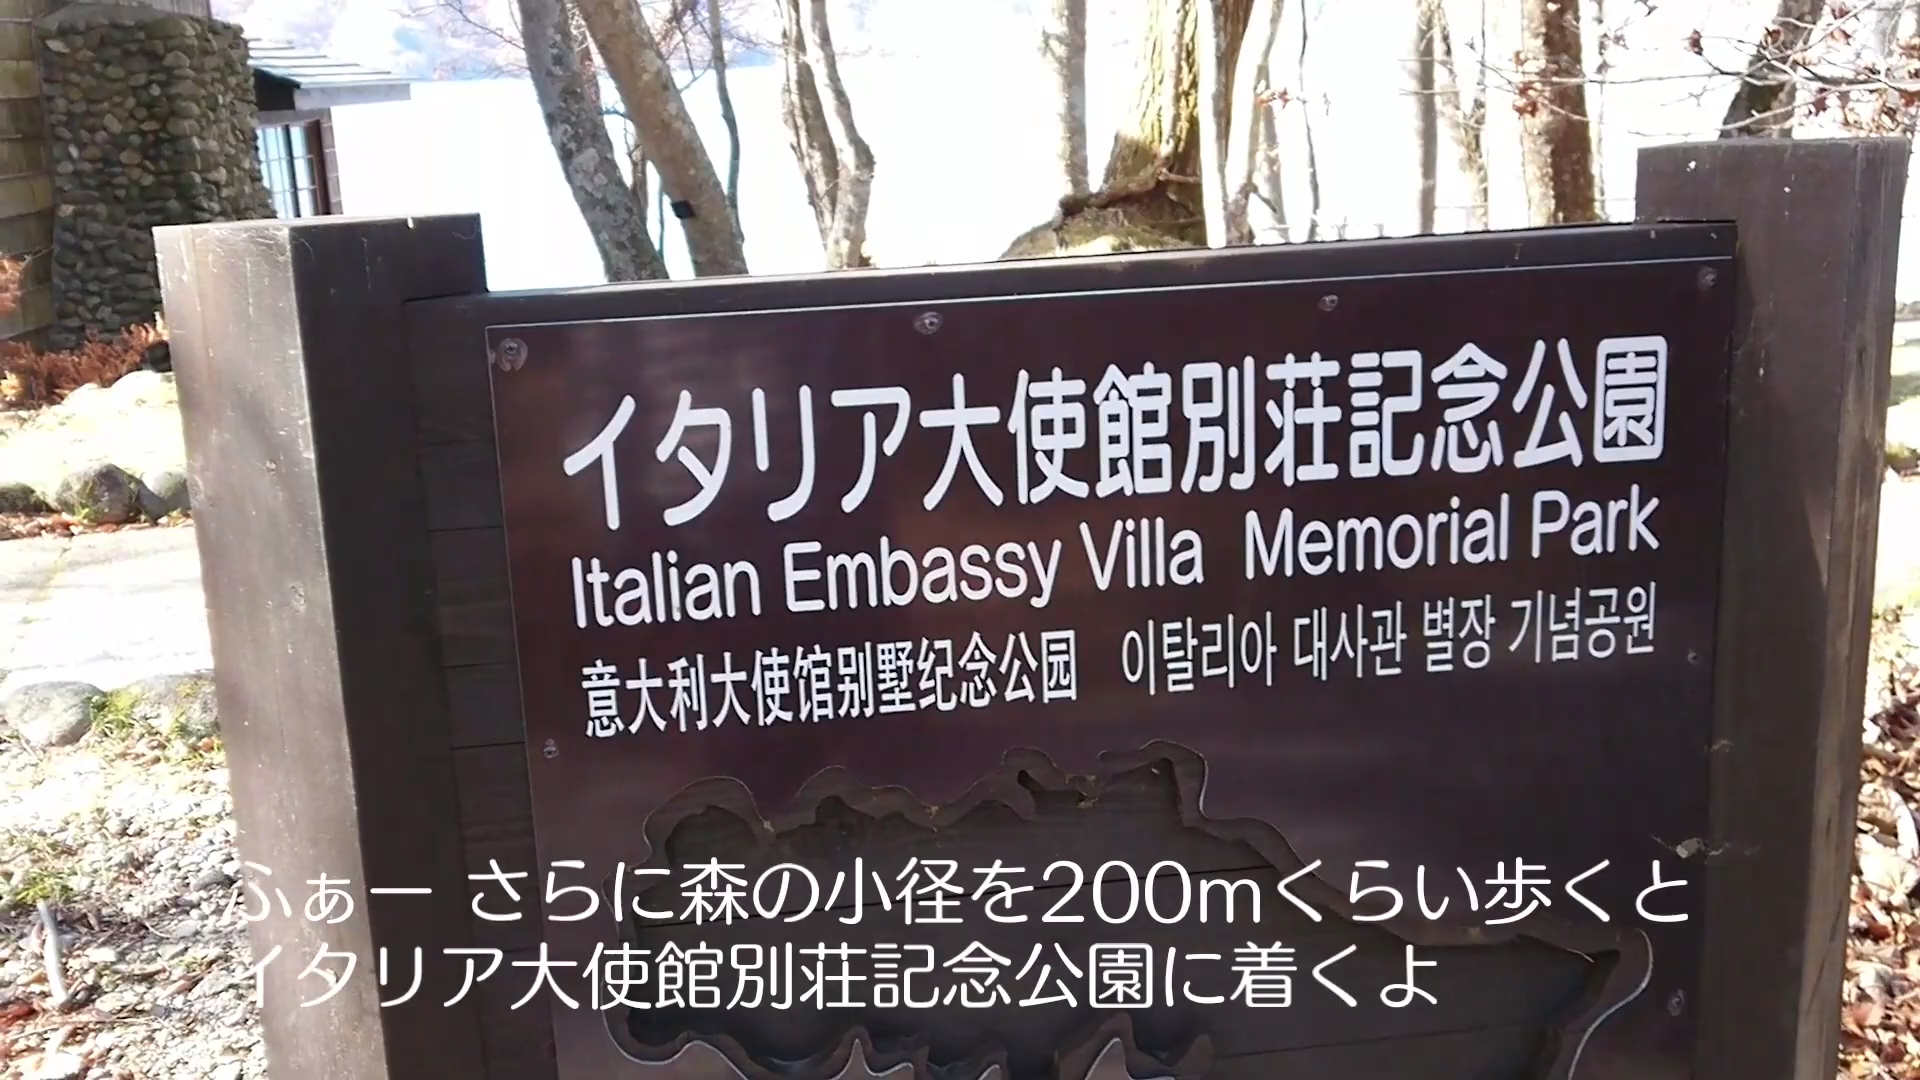 イタリア大使館別荘記念公園
Italian Embassy Villa Memorial Park
意大利大使馆别墅纪念公园 이탈리아 대사관 별장 기념공원
ふぁー さらに森の小径を200mくらい歩くと
イタリア大使館別荘記念公園に着くよ